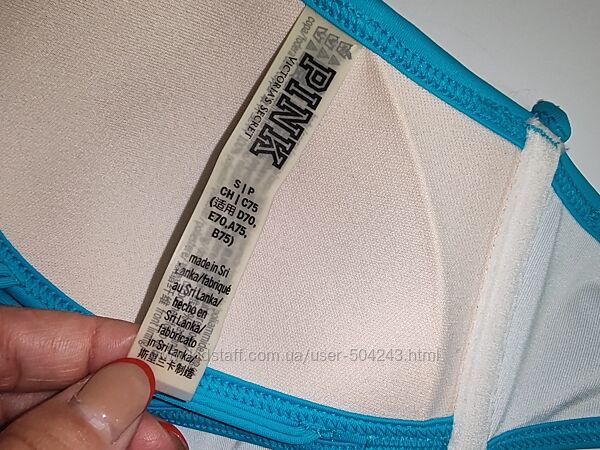 PINK
VICTORIA'S SECRET
S | P
CH | C75
(适用 D70,
E70,A75,
B75)
made in Sri
Lanka/fabriqué
au Sri Lanka/
hecho en
Sri Lanka/
fabbricato
in Sri Lanka/
斯里兰卡制造
kidstaff.com.ua/user-504243.html